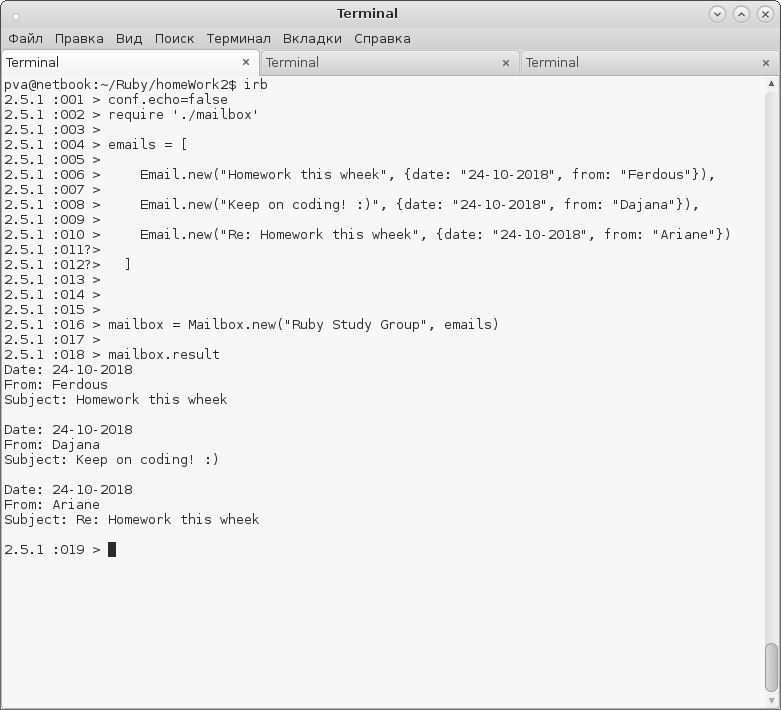 Terminal
Файл Правка Вид Поиск Терминал Вкладки Справка
Terminal Terminal Terminal
pva@netbook:~/Ruby/homeWork2$ irb
2.5.1 :001 > conf.echo=false
2.5.1 :002 > require './mailbox'
2.5.1 :003 >
2.5.1 :004 > emails = [
2.5.1 :005 >
2.5.1 :006 >     Email.new("Homework this wheek", {date: "24-10-2018", from: "Ferdous"}),
2.5.1 :007 >
2.5.1 :008 >     Email.new("Keep on coding! :)", {date: "24-10-2018", from: "Dajana"}),
2.5.1 :009 >
2.5.1 :010 >     Email.new("Re: Homework this wheek", {date: "24-10-2018", from: "Ariane"})
2.5.1 :011?>
2.5.1 :012?>   ]
2.5.1 :013 >
2.5.1 :014 >
2.5.1 :015 >
2.5.1 :016 > mailbox = Mailbox.new("Ruby Study Group", emails)
2.5.1 :017 >
2.5.1 :018 > mailbox.result
Date: 24-10-2018
From: Ferdous
Subject: Homework this wheek
Date: 24-10-2018
From: Dajana
Subject: Keep on coding! :)
Date: 24-10-2018
From: Ariane
Subject: Re: Homework this wheek
2.5.1 :019 >